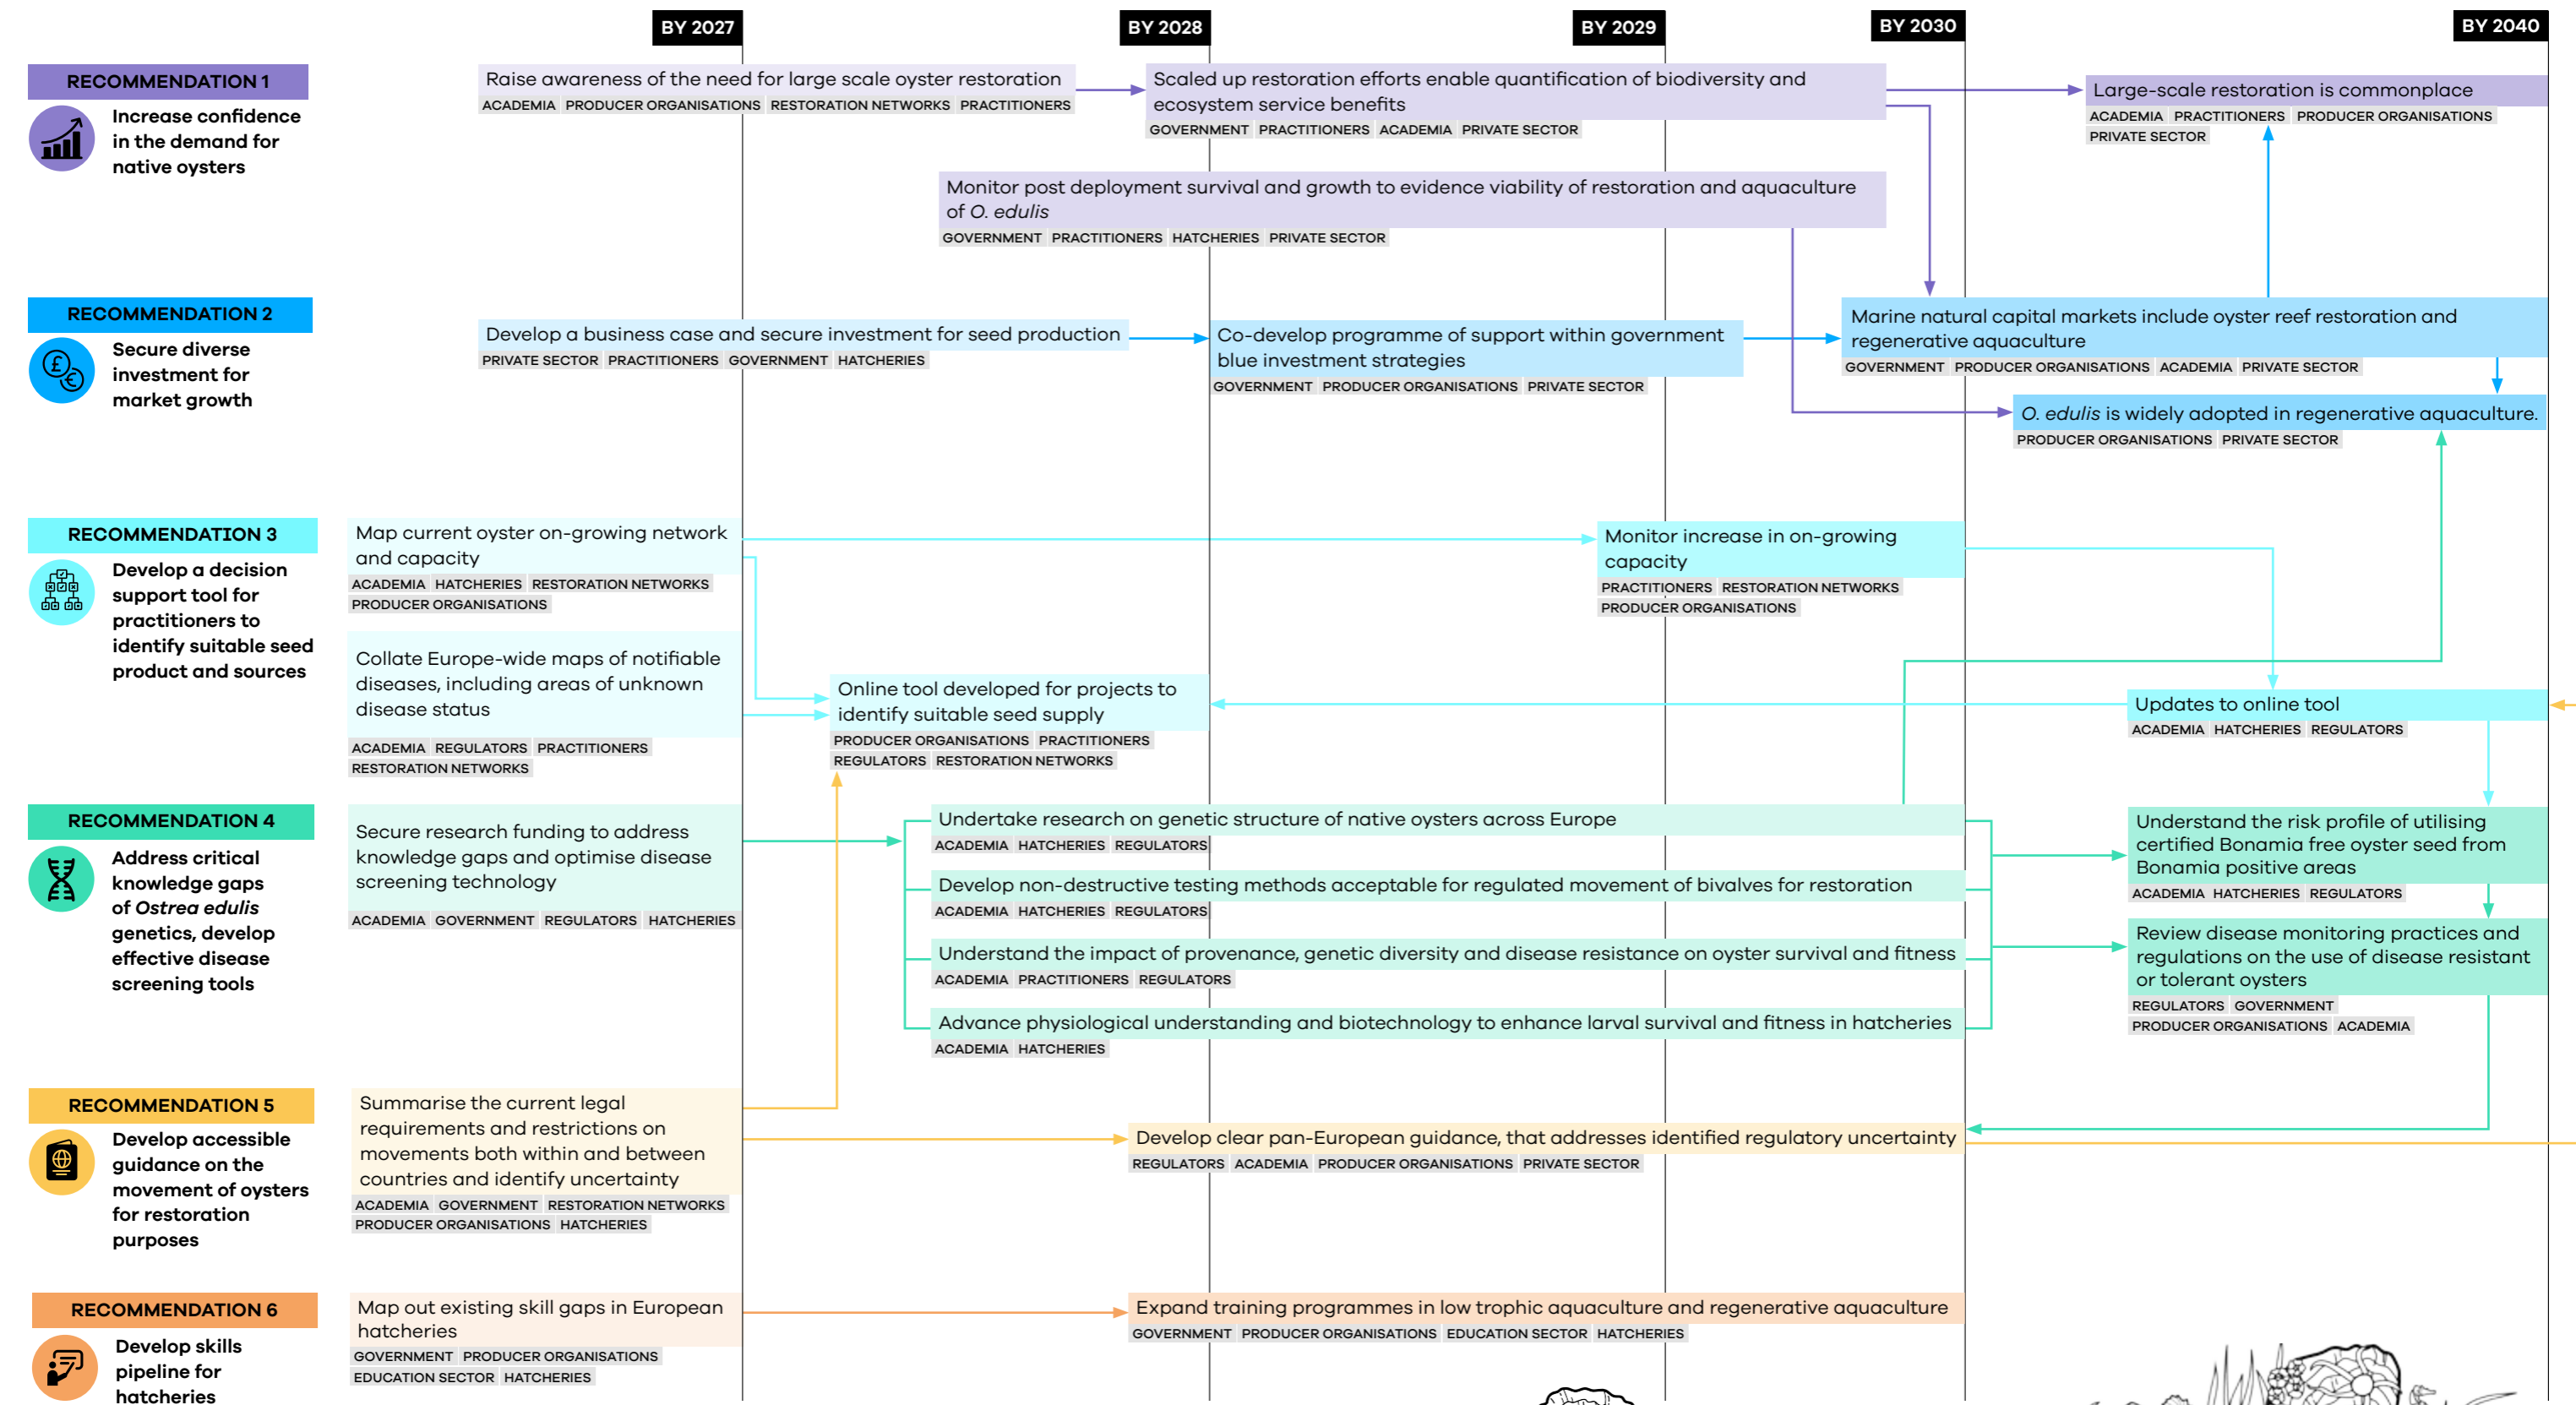 BY 2027
BY 2028
BY 2029
BY 2030
BY 2040
RECOMMENDATION 1
Increase confidence
in the demand for
native oysters
Raise awareness of the need for large scale oyster restoration
ACADEMIA PRODUCER ORGANISATIONS RESTORATION NETWORKS PRACTITIONERS
Scaled up restoration efforts enable quantification of biodiversity and
ecosystem service benefits
GOVERNMENT PRACTITIONERS ACADEMIA PRIVATE SECTOR
Large-scale restoration is commonplace
ACADEMIA PRACTITIONERS PRODUCER ORGANISATIONS
PRIVATE SECTOR
Monitor post deployment survival and growth to evidence viability of restoration and aquaculture
of O. edulis
GOVERNMENT PRACTITIONERS HATCHERIES PRIVATE SECTOR
RECOMMENDATION 2
£
€
Secure diverse
investment for
market growth
Develop a business case and secure investment for seed production
PRIVATE SECTOR PRACTITIONERS GOVERNMENT HATCHERIES
Co-develop programme of support within government
blue investment strategies
GOVERNMENT PRODUCER ORGANISATIONS PRIVATE SECTOR
Marine natural capital markets include oyster reef restoration and
regenerative aquaculture
GOVERNMENT PRODUCER ORGANISATIONS ACADEMIA PRIVATE SECTOR
O. edulis is widely adopted in regenerative aquaculture.
PRODUCER ORGANISATIONS PRIVATE SECTOR
RECOMMENDATION 3
Develop a decision
support tool for
practitioners to
identify suitable seed
product and sources
Map current oyster on-growing network
and capacity
ACADEMIA HATCHERIES RESTORATION NETWORKS
PRODUCER ORGANISATIONS
Monitor increase in on-growing
capacity
PRACTITIONERS RESTORATION NETWORKS
PRODUCER ORGANISATIONS
Collate Europe-wide maps of notifiable
diseases, including areas of unknown
disease status
ACADEMIA REGULATORS PRACTITIONERS
RESTORATION NETWORKS
Online tool developed for projects to
identify suitable seed supply
PRODUCER ORGANISATIONS PRACTITIONERS
REGULATORS RESTORATION NETWORKS
Updates to online tool
ACADEMIA HATCHERIES REGULATORS
RECOMMENDATION 4
Address critical
knowledge gaps
of Ostrea edulis
genetics, develop
effective disease
screening tools
Secure research funding to address
knowledge gaps and optimise disease
screening technology
ACADEMIA GOVERNMENT REGULATORS HATCHERIES
Undertake research on genetic structure of native oysters across Europe
ACADEMIA HATCHERIES REGULATORS
Develop non-destructive testing methods acceptable for regulated movement of bivalves for restoration
ACADEMIA HATCHERIES REGULATORS
Understand the impact of provenance, genetic diversity and disease resistance on oyster survival and fitness
ACADEMIA PRACTITIONERS REGULATORS
Advance physiological understanding and biotechnology to enhance larval survival and fitness in hatcheries
ACADEMIA HATCHERIES
Understand the risk profile of utilising
certified Bonamia free oyster seed from
Bonamia positive areas
ACADEMIA HATCHERIES REGULATORS
Review disease monitoring practices and
regulations on the use of disease resistant
or tolerant oysters
REGULATORS GOVERNMENT
PRODUCER ORGANISATIONS ACADEMIA
RECOMMENDATION 5
Develop accessible
guidance on the
movement of oysters
for restoration
purposes
Summarise the current legal
requirements and restrictions on
movements both within and between
countries and identify uncertainty
ACADEMIA GOVERNMENT RESTORATION NETWORKS
PRODUCER ORGANISATIONS HATCHERIES
Develop clear pan-European guidance, that addresses identified regulatory uncertainty
REGULATORS ACADEMIA PRODUCER ORGANISATIONS PRIVATE SECTOR
RECOMMENDATION 6
Develop skills
pipeline for
hatcheries
Map out existing skill gaps in European
hatcheries
GOVERNMENT PRODUCER ORGANISATIONS
EDUCATION SECTOR HATCHERIES
Expand training programmes in low trophic aquaculture and regenerative aquaculture
GOVERNMENT PRODUCER ORGANISATIONS EDUCATION SECTOR HATCHERIES